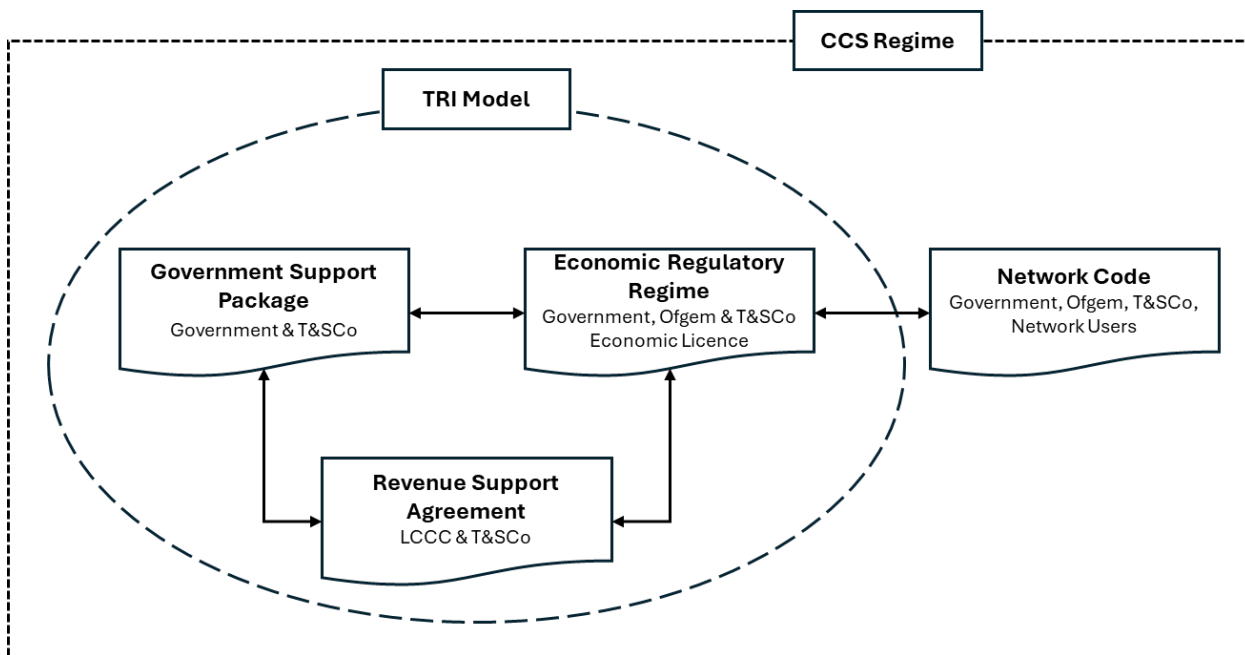 CCS Regime
TRI Model
Government Support
Package
Government & T&SCo
Economic Regulatory
Regime
Government, Ofgem & T&SCo
Economic Licence
Network Code
Government, Ofgem, T&SCo,
Network Users
Revenue Support
Agreement
LCCC & T&SCo